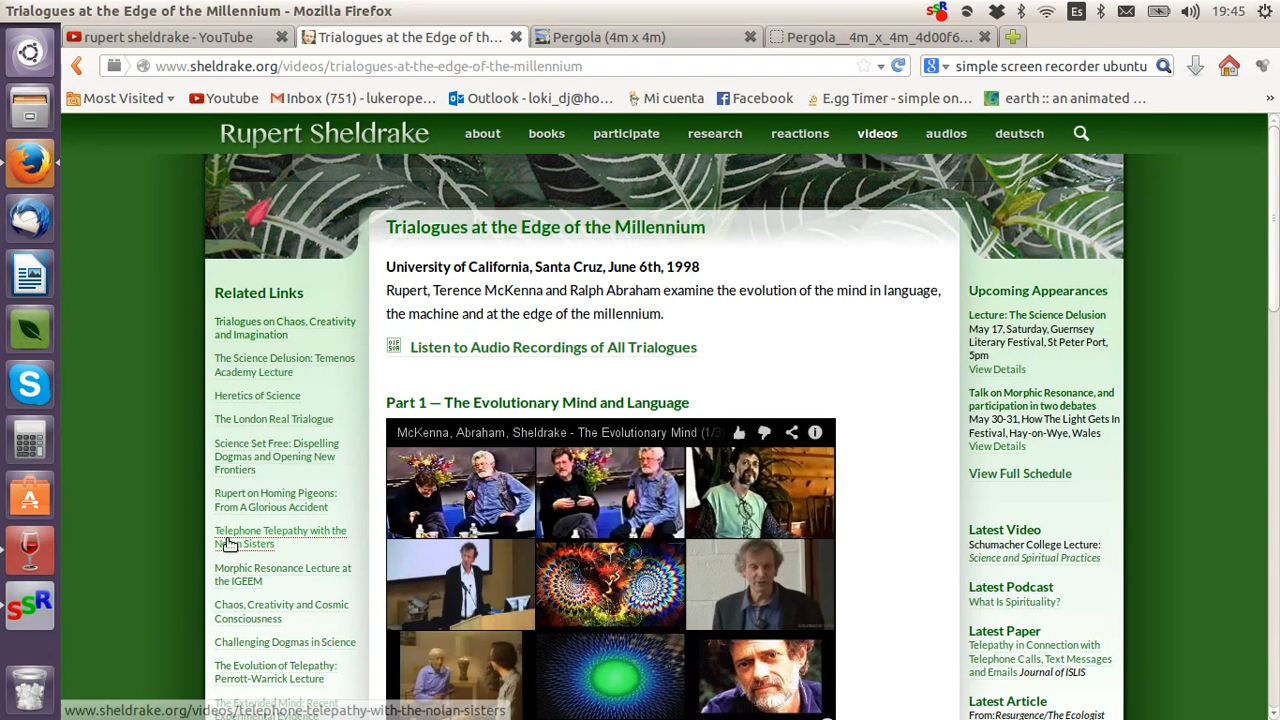 Trialogues at the Edge of the Millennium - Mozilla Firefox
Es
19:45
rupert sheldrake - YouTube
Trialogues at the Edge of th...
Pergola (4m x 4m)
Pergola__4m_x_4m_4d00f6...
www.sheldrake.org/videos/trialogues-at-the-edge-of-the-millennium
simple screen recorder ubuntu
Most Visited
Youtube
Inbox (751) - lukerope...
Outlook - loki_dj@ho...
Mi cuenta
Facebook
E.gg Timer - simple on...
earth :: an animated ...
Rupert Sheldrake
about
books
participate
research
reactions
videos
audios
deutsch
Trialogues at the Edge of the Millennium
University of California, Santa Cruz, June 6th, 1998
Rupert, Terence McKenna and Ralph Abraham examine the evolution of the mind in language,
the machine and at the edge of the millennium.
Listen to Audio Recordings of All Trialogues
Part 1 — The Evolutionary Mind and Language
McKenna, Abraham, Sheldrake - The Evolutionary Mind (1/3
Related Links
Trialogues on Chaos, Creativity
and Imagination
The Science Delusion: Temenos
Academy Lecture
Heretics of Science
The London Real Trialogue
Science Set Free: Dispelling
Dogmas and Opening New
Frontiers
Rupert on Homing Pigeons:
From A Glorious Accident
Telephone Telepathy with the
Nolan Sisters
Morphic Resonance Lecture at
the IGEEM
Chaos, Creativity and Cosmic
Consciousness
Challenging Dogmas in Science
The Evolution of Telepathy:
Perrott-Warrick Lecture
The Extended Mind: Recent
Upcoming Appearances
Lecture: The Science Delusion
May 17, Saturday, Guernsey
Literary Festival, St Peter Port,
5pm
View Details
Talk on Morphic Resonance, and
participation in two debates
May 30-31, How The Light Gets In
Festival, Hay-on-Wye, Wales
View Details
View Full Schedule
Latest Video
Schumacher College Lecture:
Science and Spiritual Practices
Latest Podcast
What Is Spirituality?
Latest Paper
Telepathy in Connection with
Telephone Calls, Text Messages
and Emails Journal of ISLIS
Latest Article
From:Resurgence/The Ecologist
SSR
www.sheldrake.org/videos/telephone-telepathy-with-the-nolan-sisters